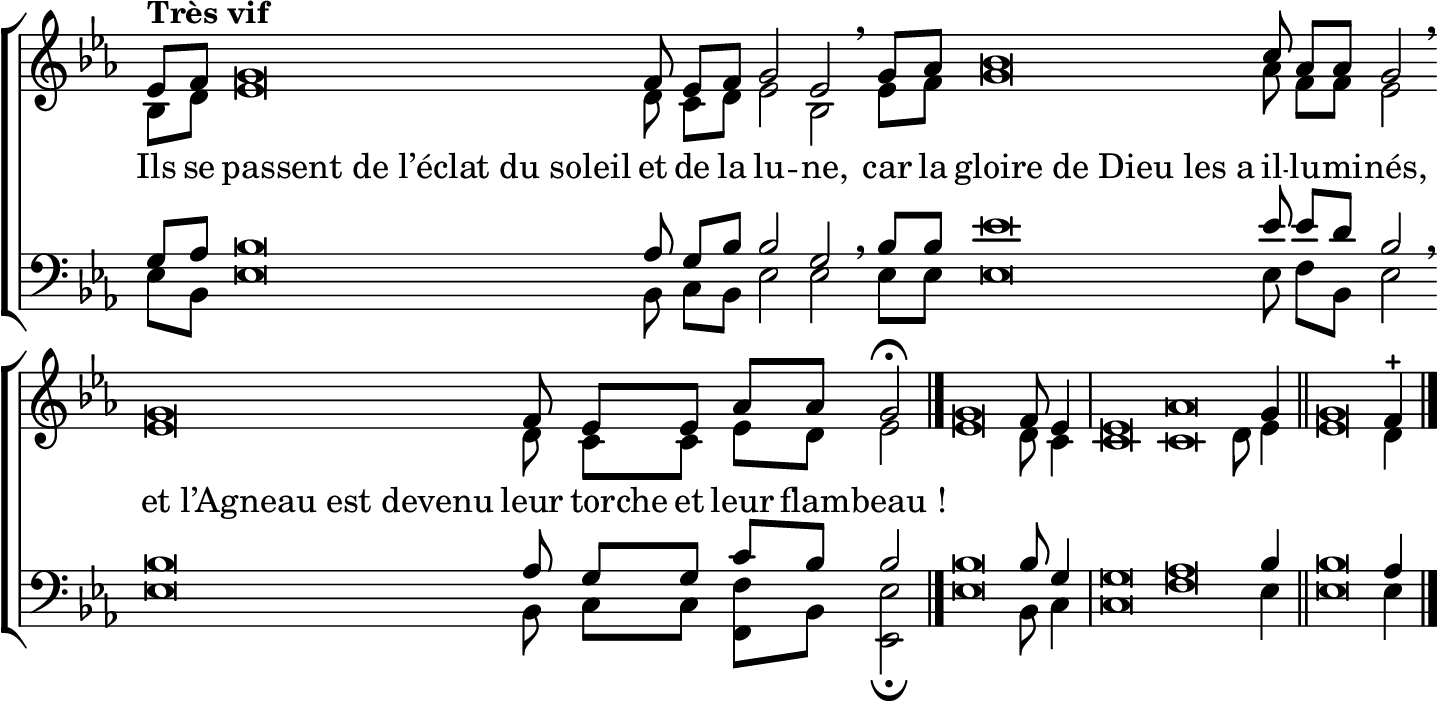 Très vif
Ils se passent de l’éclat du soleil et de la lu - ne, car la gloire de Dieu les a il - luminés,
et l’Agneau est devenu leur torche et leur flambeau !